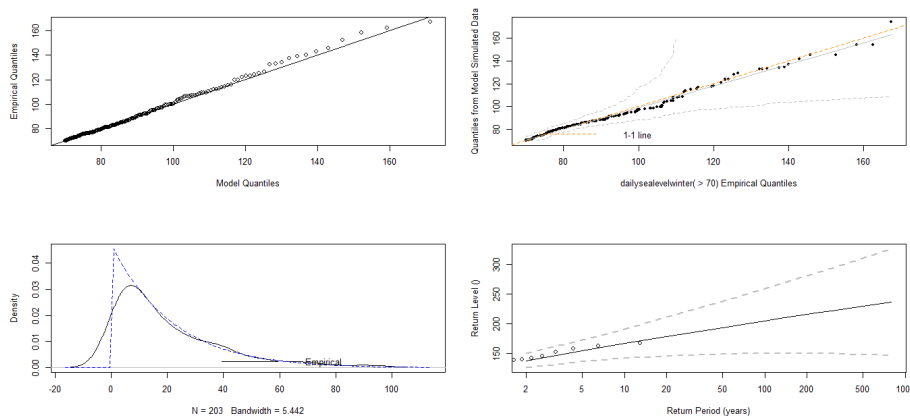 Empirical Quantiles
160
140
120
100
80
80 100 120 140 160
Model Quantiles
Quantiles from Model Simulated Data
160
140
120
100
80
1-1 line
80 100 120 140 160
dailysealevelwinter( > 70) Empirical Quantiles
Density
0.04
0.03
0.02
0.01
0.00
Empirical
-20 0 20 40 60 80 100
N = 203 Bandwidth = 5.442
Return Level ()
300
250
200
150
2 5 10 20 50 100 200 500 1000
Return Period (years)